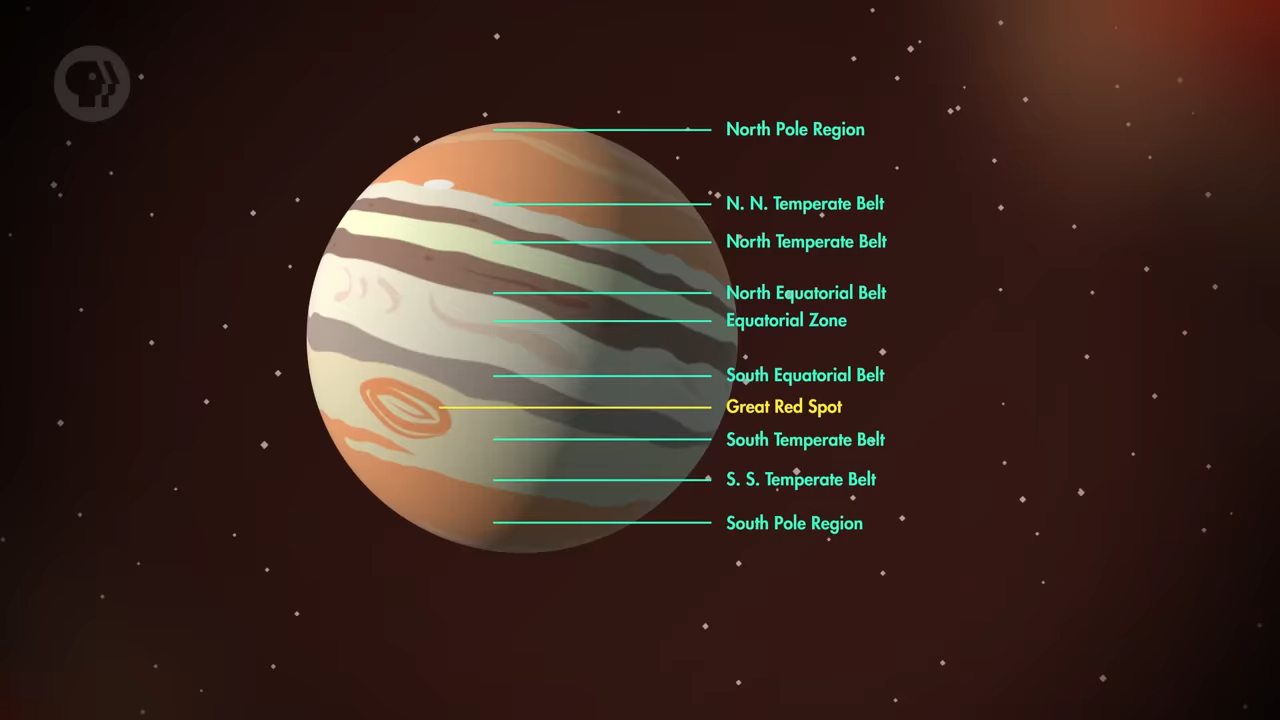 North Pole Region
N. N. Temperate Belt
North Temperate Belt
North Equatorial Belt
Equatorial Zone
South Equatorial Belt
Great Red Spot
South Temperate Belt
S. S. Temperate Belt
South Pole Region